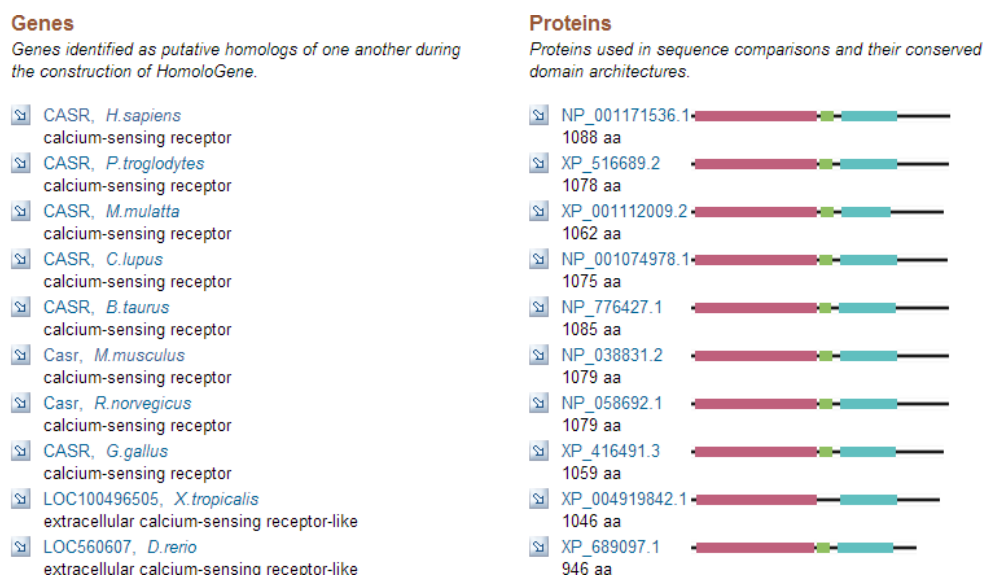 Genes
Genes identified as putative homologs of one another during
the construction of HomoloGene.
CASR, H.sapiens
calcium-sensing receptor
CASR, P.troglodytes
calcium-sensing receptor
CASR, M.mulatta
calcium-sensing receptor
CASR, C.lupus
calcium-sensing receptor
CASR, B.taurus
calcium-sensing receptor
Casr, M.musculus
calcium-sensing receptor
Casr, R.norvegicus
calcium-sensing receptor
CASR, G.gallus
calcium-sensing receptor
LOC100496505, X.tropicalis
extracellular calcium-sensing receptor-like
LOC560607, D.rerio
extracellular calcium-sensing receptor-like
Proteins
Proteins used in sequence comparisons and their conserved
domain architectures.
NP_001171536.1
1088 aa
XP_516689.2
1078 aa
XP_001112009.2
1062 aa
NP_001074978.1
1075 aa
NP_776427.1
1085 aa
NP_038831.2
1079 aa
NP_058692.1
1079 aa
XP_416491.3
1059 aa
XP_004919842.1
1046 aa
XP_689097.1
946 aa